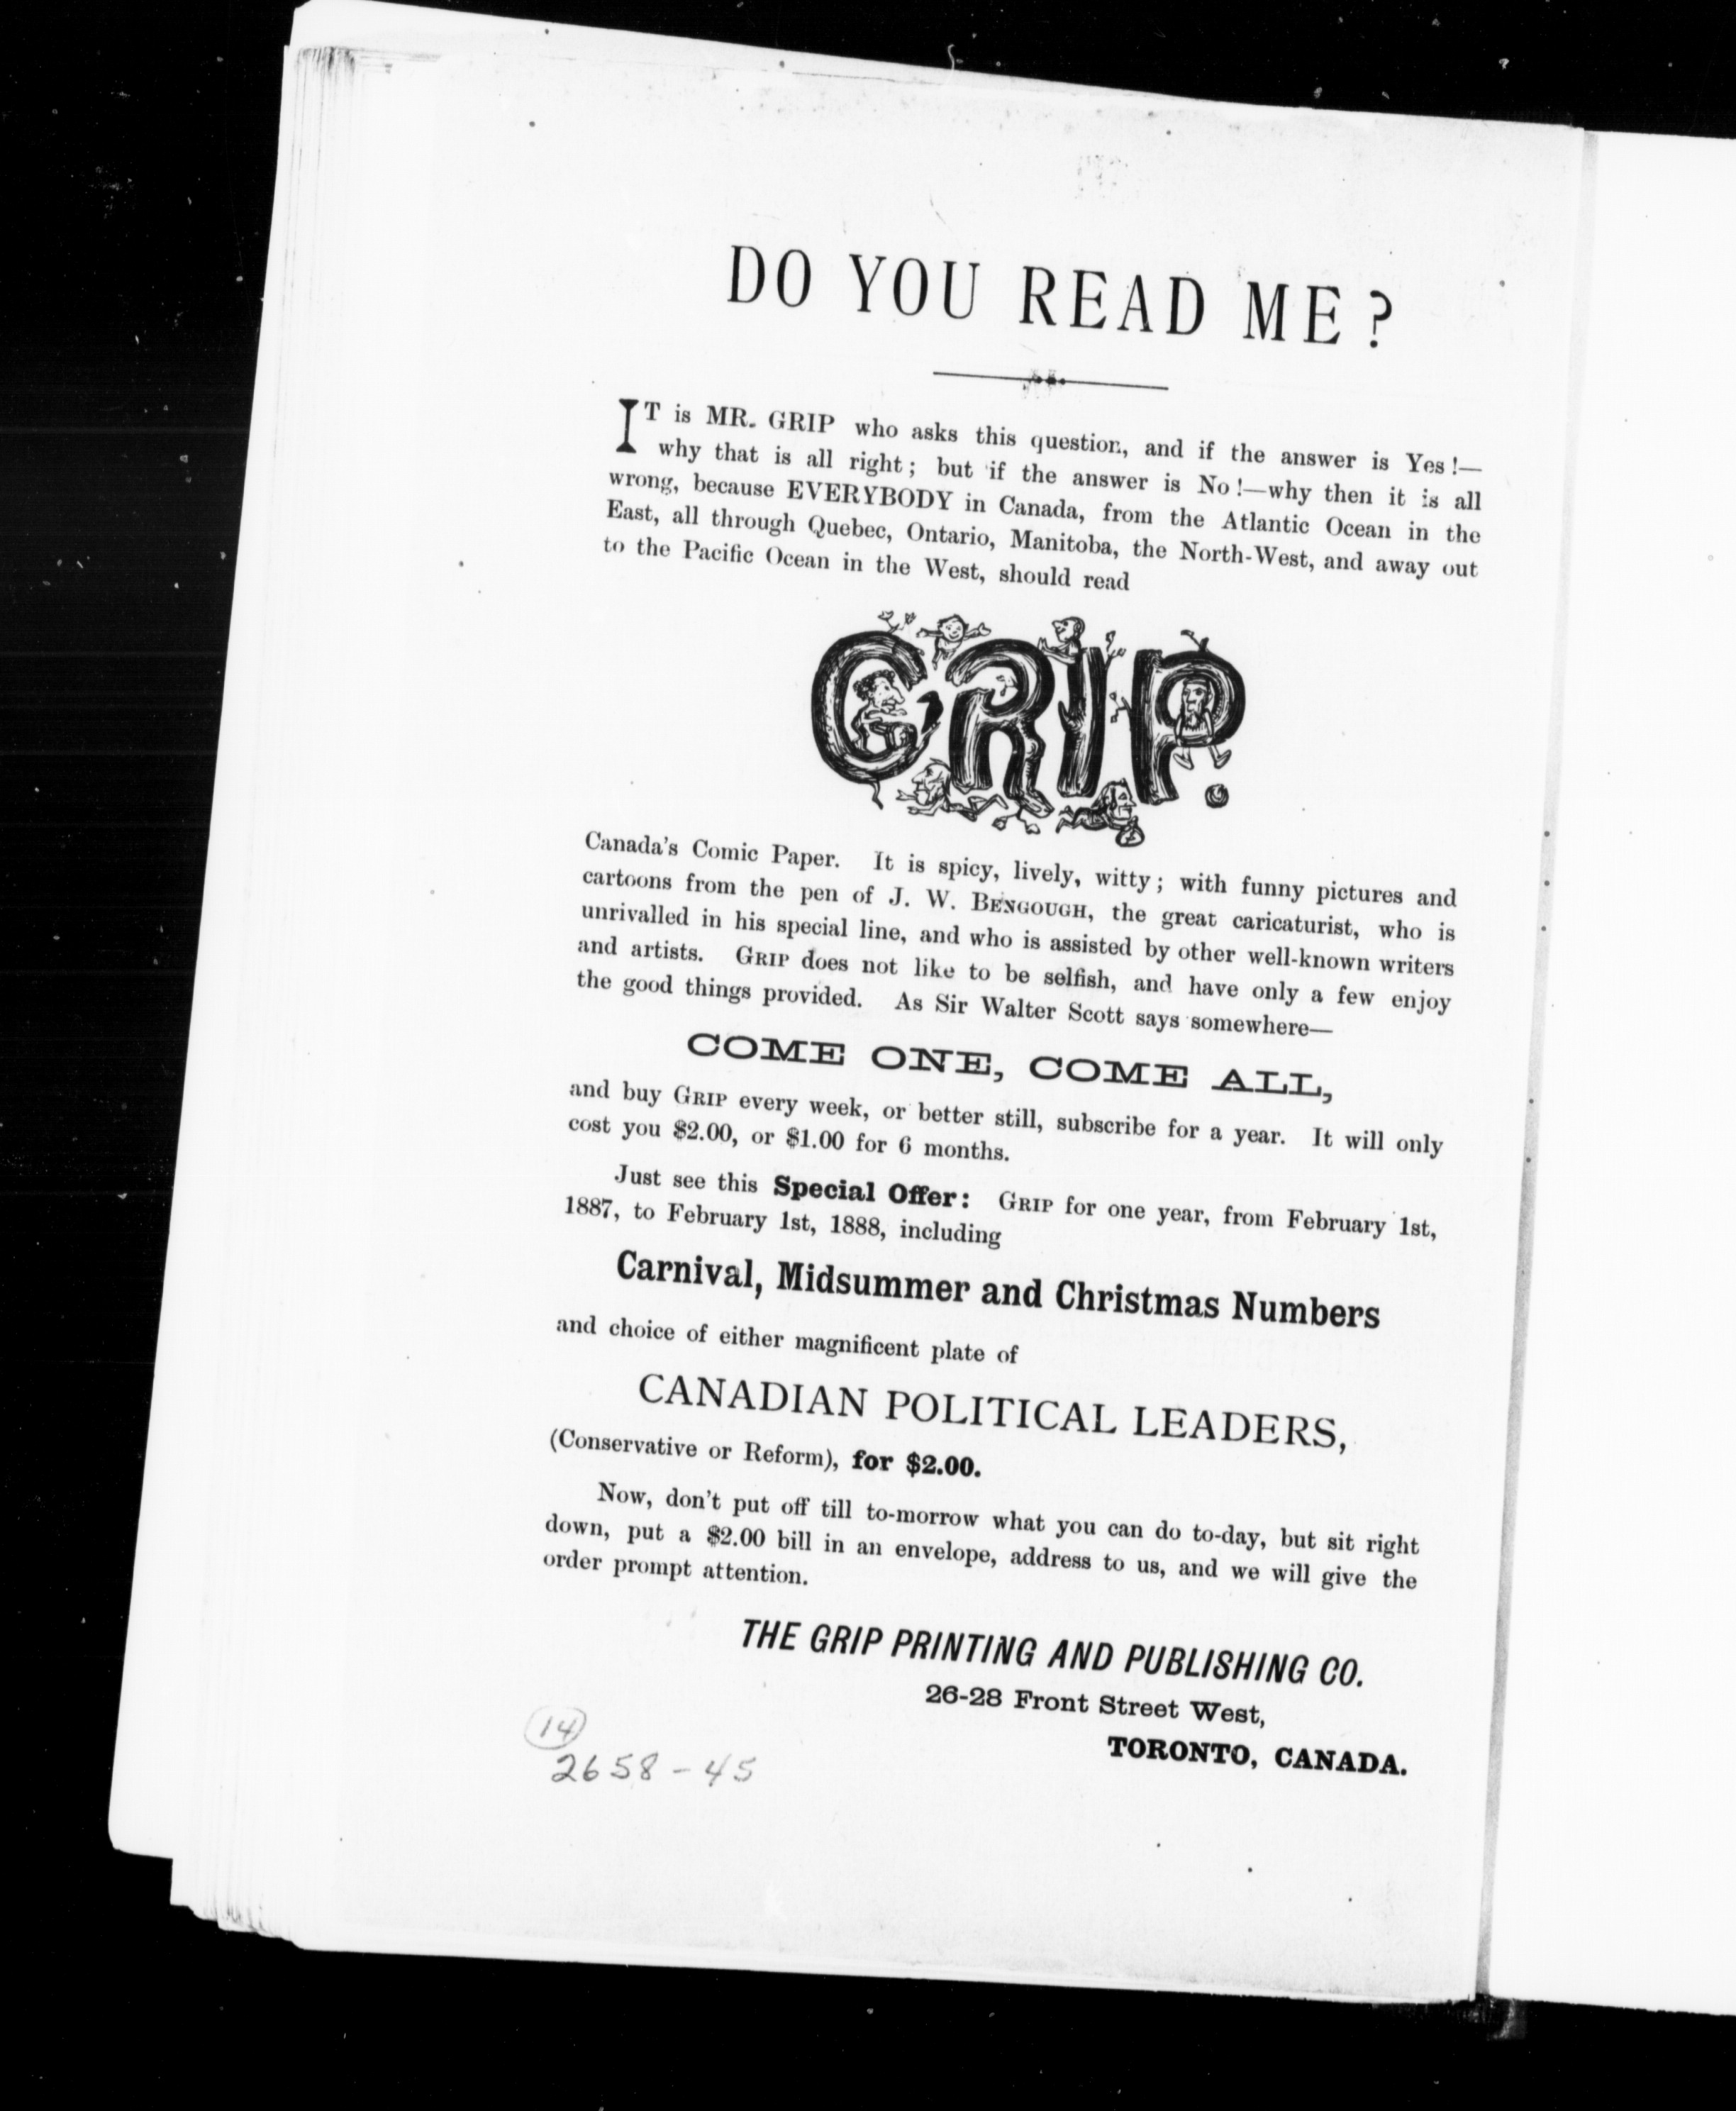 DO YOU READ ME?
IT is MR. GRIP who asks this question, and if the answer is Yes!—
why that is all right; but if the answer is No!—why then it is all
wrong, because EVERYBODY in Canada, from the Atlantic Ocean in the
East, all through Quebec, Ontario, Manitoba, the North-West, and away out
to the Pacific Ocean in the West, should read
GRIP.
Canada's Comic Paper. It is spicy, lively, witty; with funny pictures and
cartoons from the pen of J. W. BENGOUGH, the great caricaturist, who is
unrivalled in his special line, and who is assisted by other well-known writers
and artists. GRIP does not like to be selfish, and have only a few enjoy
the good things provided. As Sir Walter Scott says somewhere—
COME ONE, COME ALL,
and buy GRIP every week, or better still, subscribe for a year. It will only
cost you $2.00, or $1.00 for 6 months.
Just see this Special Offer: GRIP for one year, from February 1st,
1887, to February 1st, 1888, including
Carnival, Midsummer and Christmas Numbers
and choice of either magnificent plate of
CANADIAN POLITICAL LEADERS,
(Conservative or Reform), for $2.00.
Now, don't put off till to-morrow what you can do to-day, but sit right
down, put a $2.00 bill in an envelope, address to us, and we will give the
order prompt attention.
THE GRIP PRINTING AND PUBLISHING CO.
26-28 Front Street West,
TORONTO, CANADA.
14
2658-45